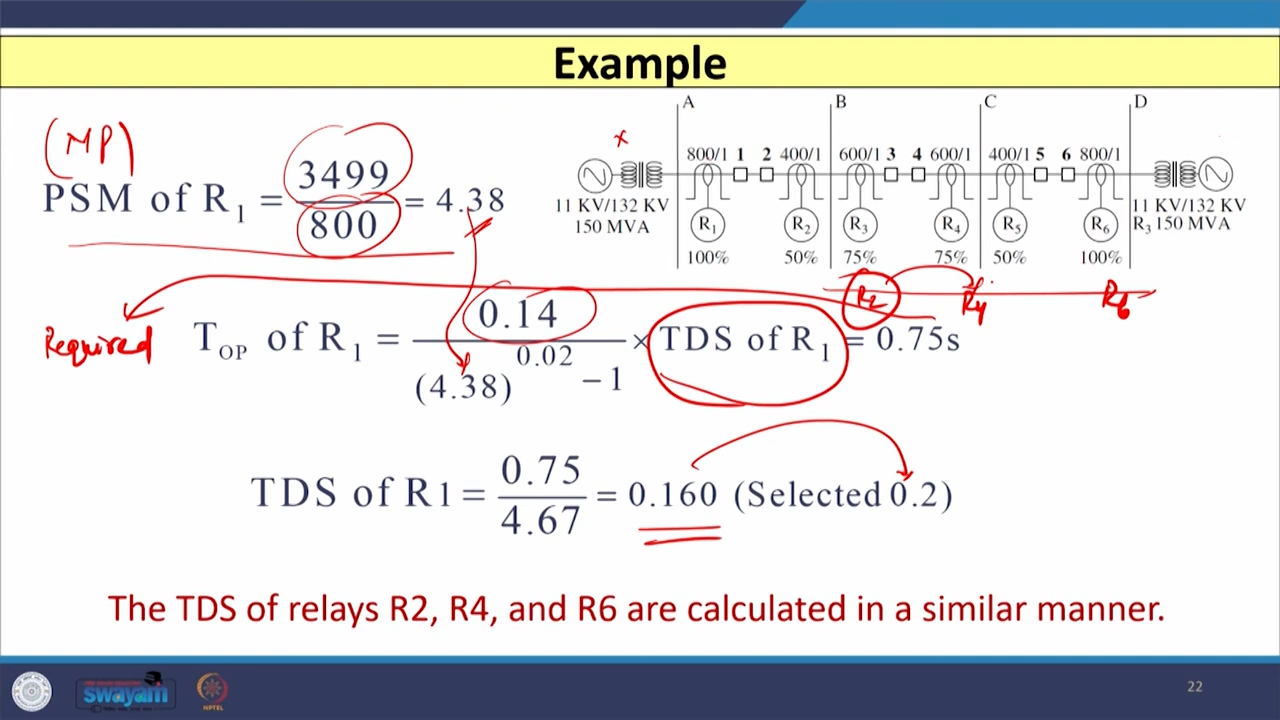 Example
(MP)
PSM of R1 = 3499/800 = 4.38
A B C D
800/1 1 2 400/1 600/1 3 4 600/1 400/1 5 6 800/1
11 KV/132 KV
150 MVA
R1 R2 R3 R4 R5 R6
11 KV/132 KV
R3 150 MVA
100% 50% 75% 75% 50% 100%
R2 R4 R6
Required
TOP of R1 = 0.14/((4.38)^0.02 − 1) × TDS of R1 = 0.75s
TDS of R1 = 0.75/4.67 = 0.160 (Selected 0.2)
The TDS of relays R2, R4, and R6 are calculated in a similar manner.
swayam
NPTEL
22